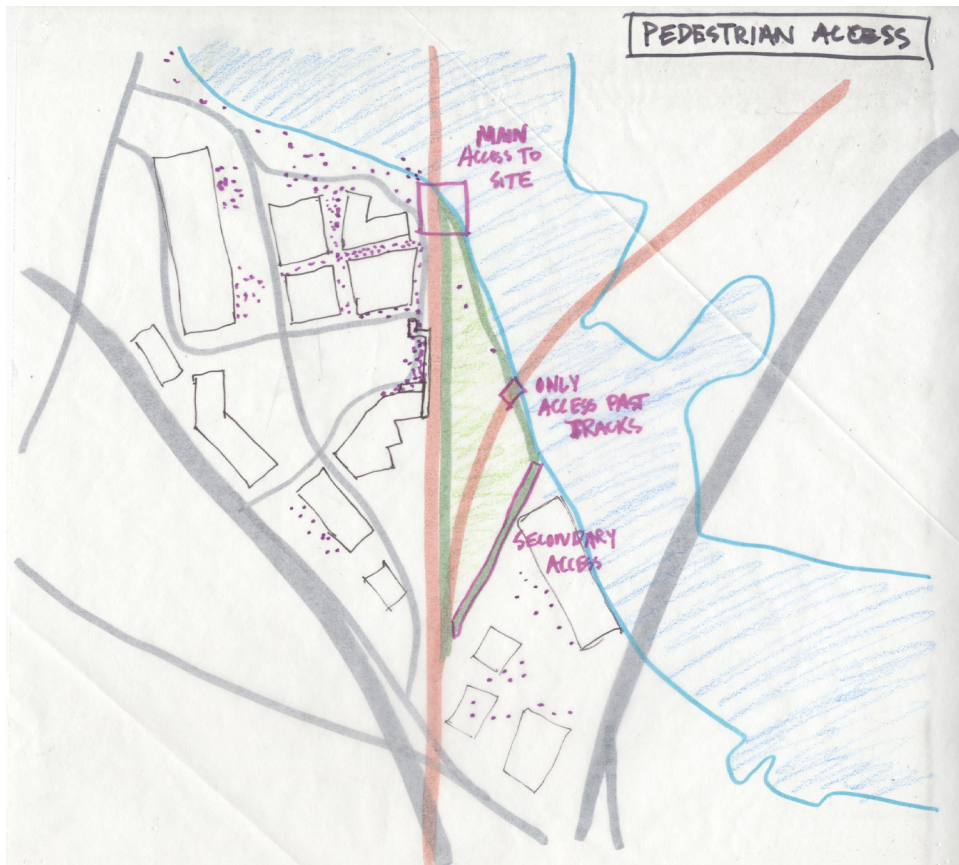 PEDESTRIAN ACCESS
MAIN
ACCESS TO
SITE
ONLY
ACCESS PAST
TRACKS
SECONDARY
ACCESS